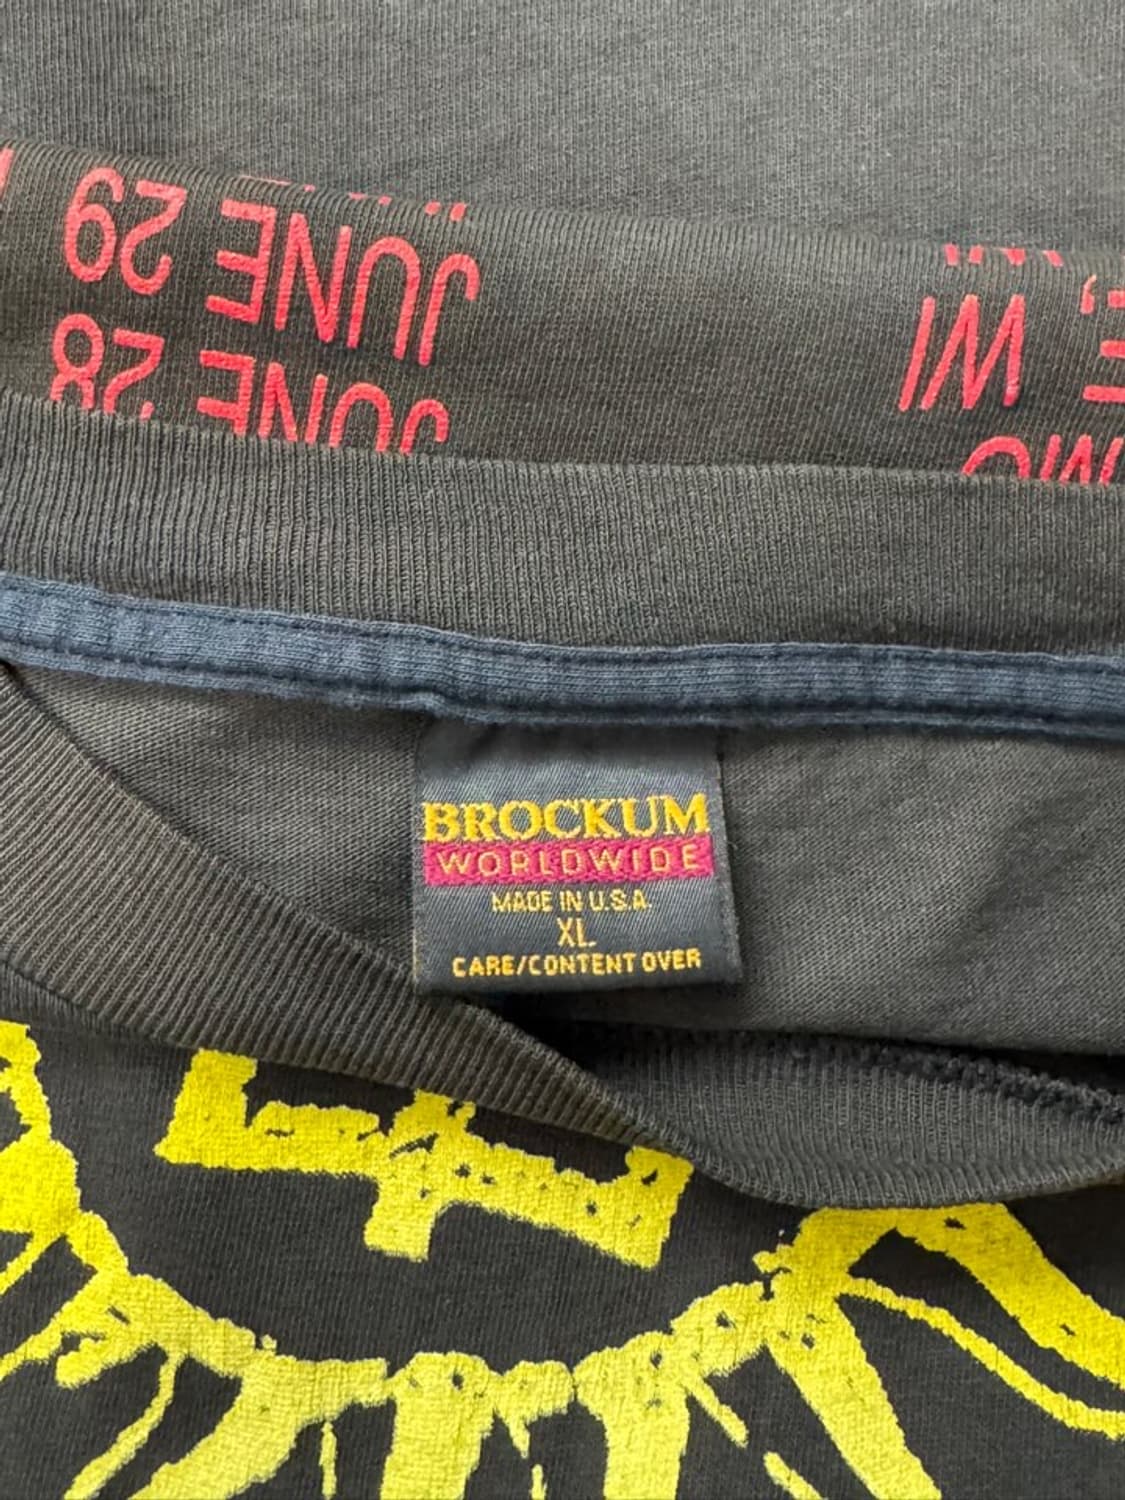 JUNE 28
JUNE 29
WI
BROCKUM
WORLDWIDE
MADE IN U.S.A.
XL
CARE/CONTENT OVER